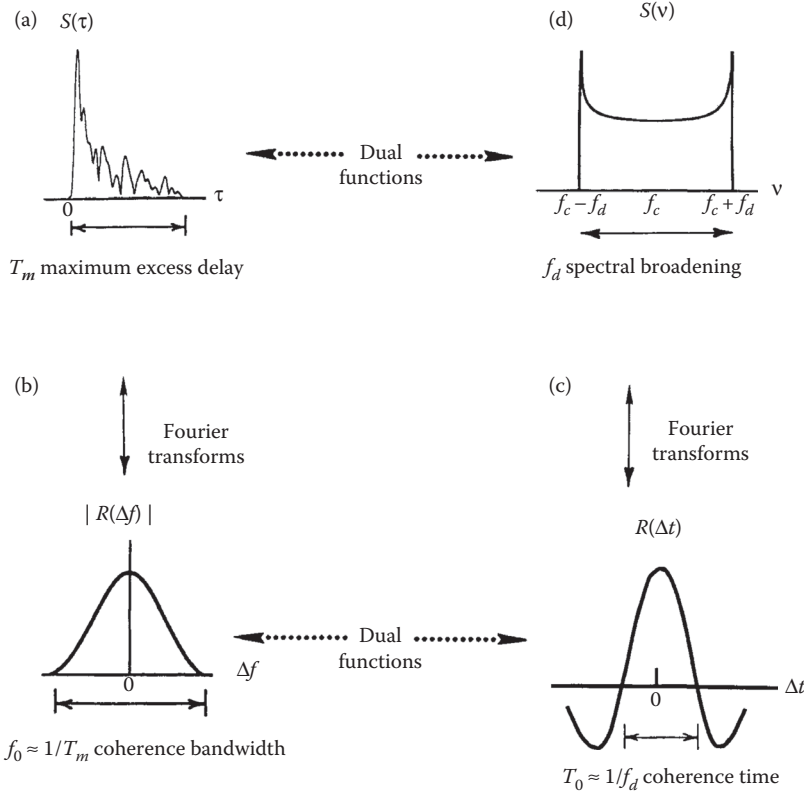 (a)
S(τ)
0
τ
T_m maximum excess delay
Dual
functions
(d)
S(ν)
f_c − f_d
f_c
f_c + f_d
ν
f_d spectral broadening
(b)
Fourier
transforms
| R(Δf) |
0
Δf
f_0 ≈ 1/T_m coherence bandwidth
Dual
functions
(c)
Fourier
transforms
R(Δt)
0
Δt
T_0 ≈ 1/f_d coherence time